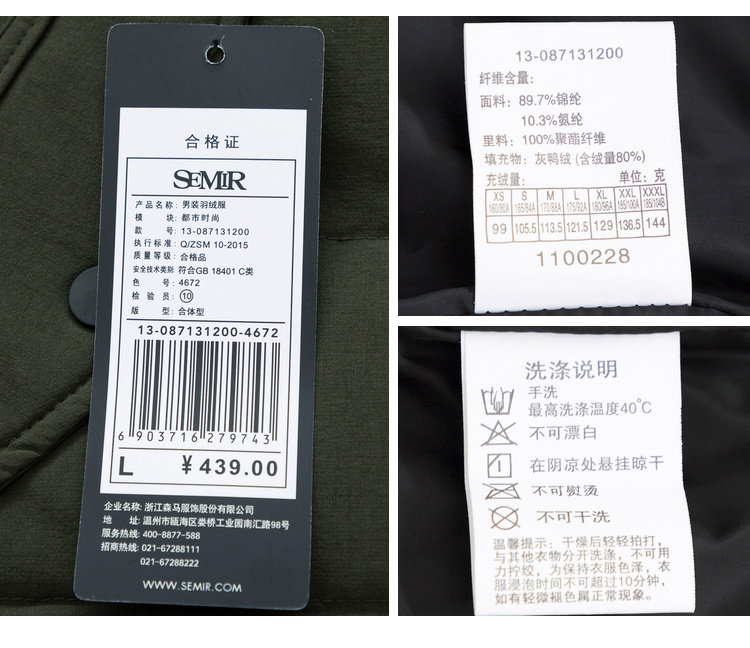 合格证
SEMIR
产品名称: 男装羽绒服
模 块: 都市时尚
款 号: 13-087131200
执行标准: Q/ZSM 10-2015
质量等级: 合格品
安全技术类别: 符合GB 18401 C类
色 号: 4672
检 验 员: ⑩
版 型: 合体型
13-087131200-4672
6 903716 279743
L ¥439.00
企业名称: 浙江森马服饰股份有限公司
地 址: 温州市瓯海区娄桥工业园南汇路98号
服务热线: 400-8877-588
招商热线: 021-67288111
021-67288222
WWW.SEMIR.COM
13-087131200
纤维含量:
面料: 89.7%锦纶
10.3%氨纶
里料: 100%聚酯纤维
填充物: 灰鸭绒 (含绒量80%)
充绒量: 单位: 克
XS S M L XL XXL XXXL
160/80A 165/84A 170/88A 175/92A 180/96A 185/100A 185/104B
99 105.5 113.5 121.5 129 136.5 144
1100228
洗涤说明
手洗
最高洗涤温度40°C
不可漂白
在阴凉处悬挂晾干
不可熨烫
不可干洗
温馨提示: 干燥后轻轻拍打,
与其他衣物分开洗涤, 不可用
力拧绞, 为保持衣服色泽, 衣
服浸泡时间不可超过10分钟,
如有轻微褪色属正常现象。